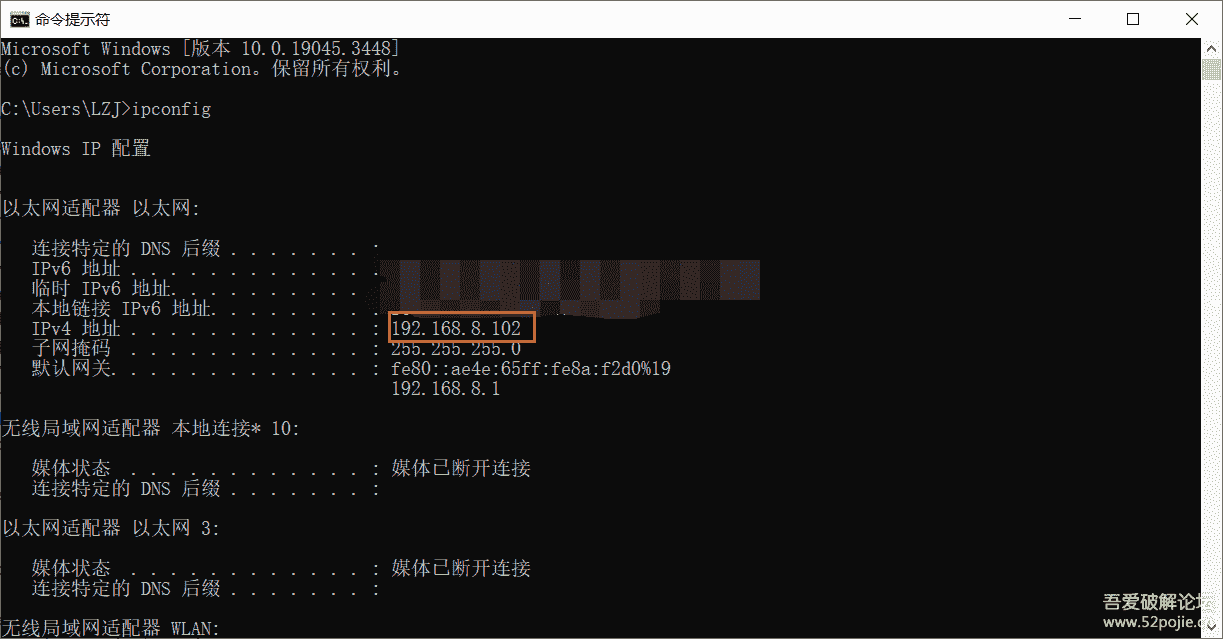 命令提示符
Microsoft Windows [版本 10.0.19045.3448]
(c) Microsoft Corporation。保留所有权利。
C:\Users\LZJ>ipconfig
Windows IP 配置
以太网适配器 以太网:
连接特定的 DNS 后缀 . . . . . . . :
IPv6 地址 . . . . . . . . . . . . :
临时 IPv6 地址. . . . . . . . . .
本地链接 IPv6 地址. . . . . . . .
IPv4 地址 . . . . . . . . . . . . : 192.168.8.102
子网掩码 . . . . . . . . . . . . : 255.255.255.0
默认网关. . . . . . . . . . . . . : fe80::ae4e:65ff:fe8a:f2d0%19
192.168.8.1
无线局域网适配器 本地连接* 10:
媒体状态 . . . . . . . . . . . . : 媒体已断开连接
连接特定的 DNS 后缀 . . . . . . . :
以太网适配器 以太网 3:
媒体状态 . . . . . . . . . . . . : 媒体已断开连接
连接特定的 DNS 后缀 . . . . . . . :
无线局域网适配器 WLAN:
吾爱破解论坛
www.52pojie.c